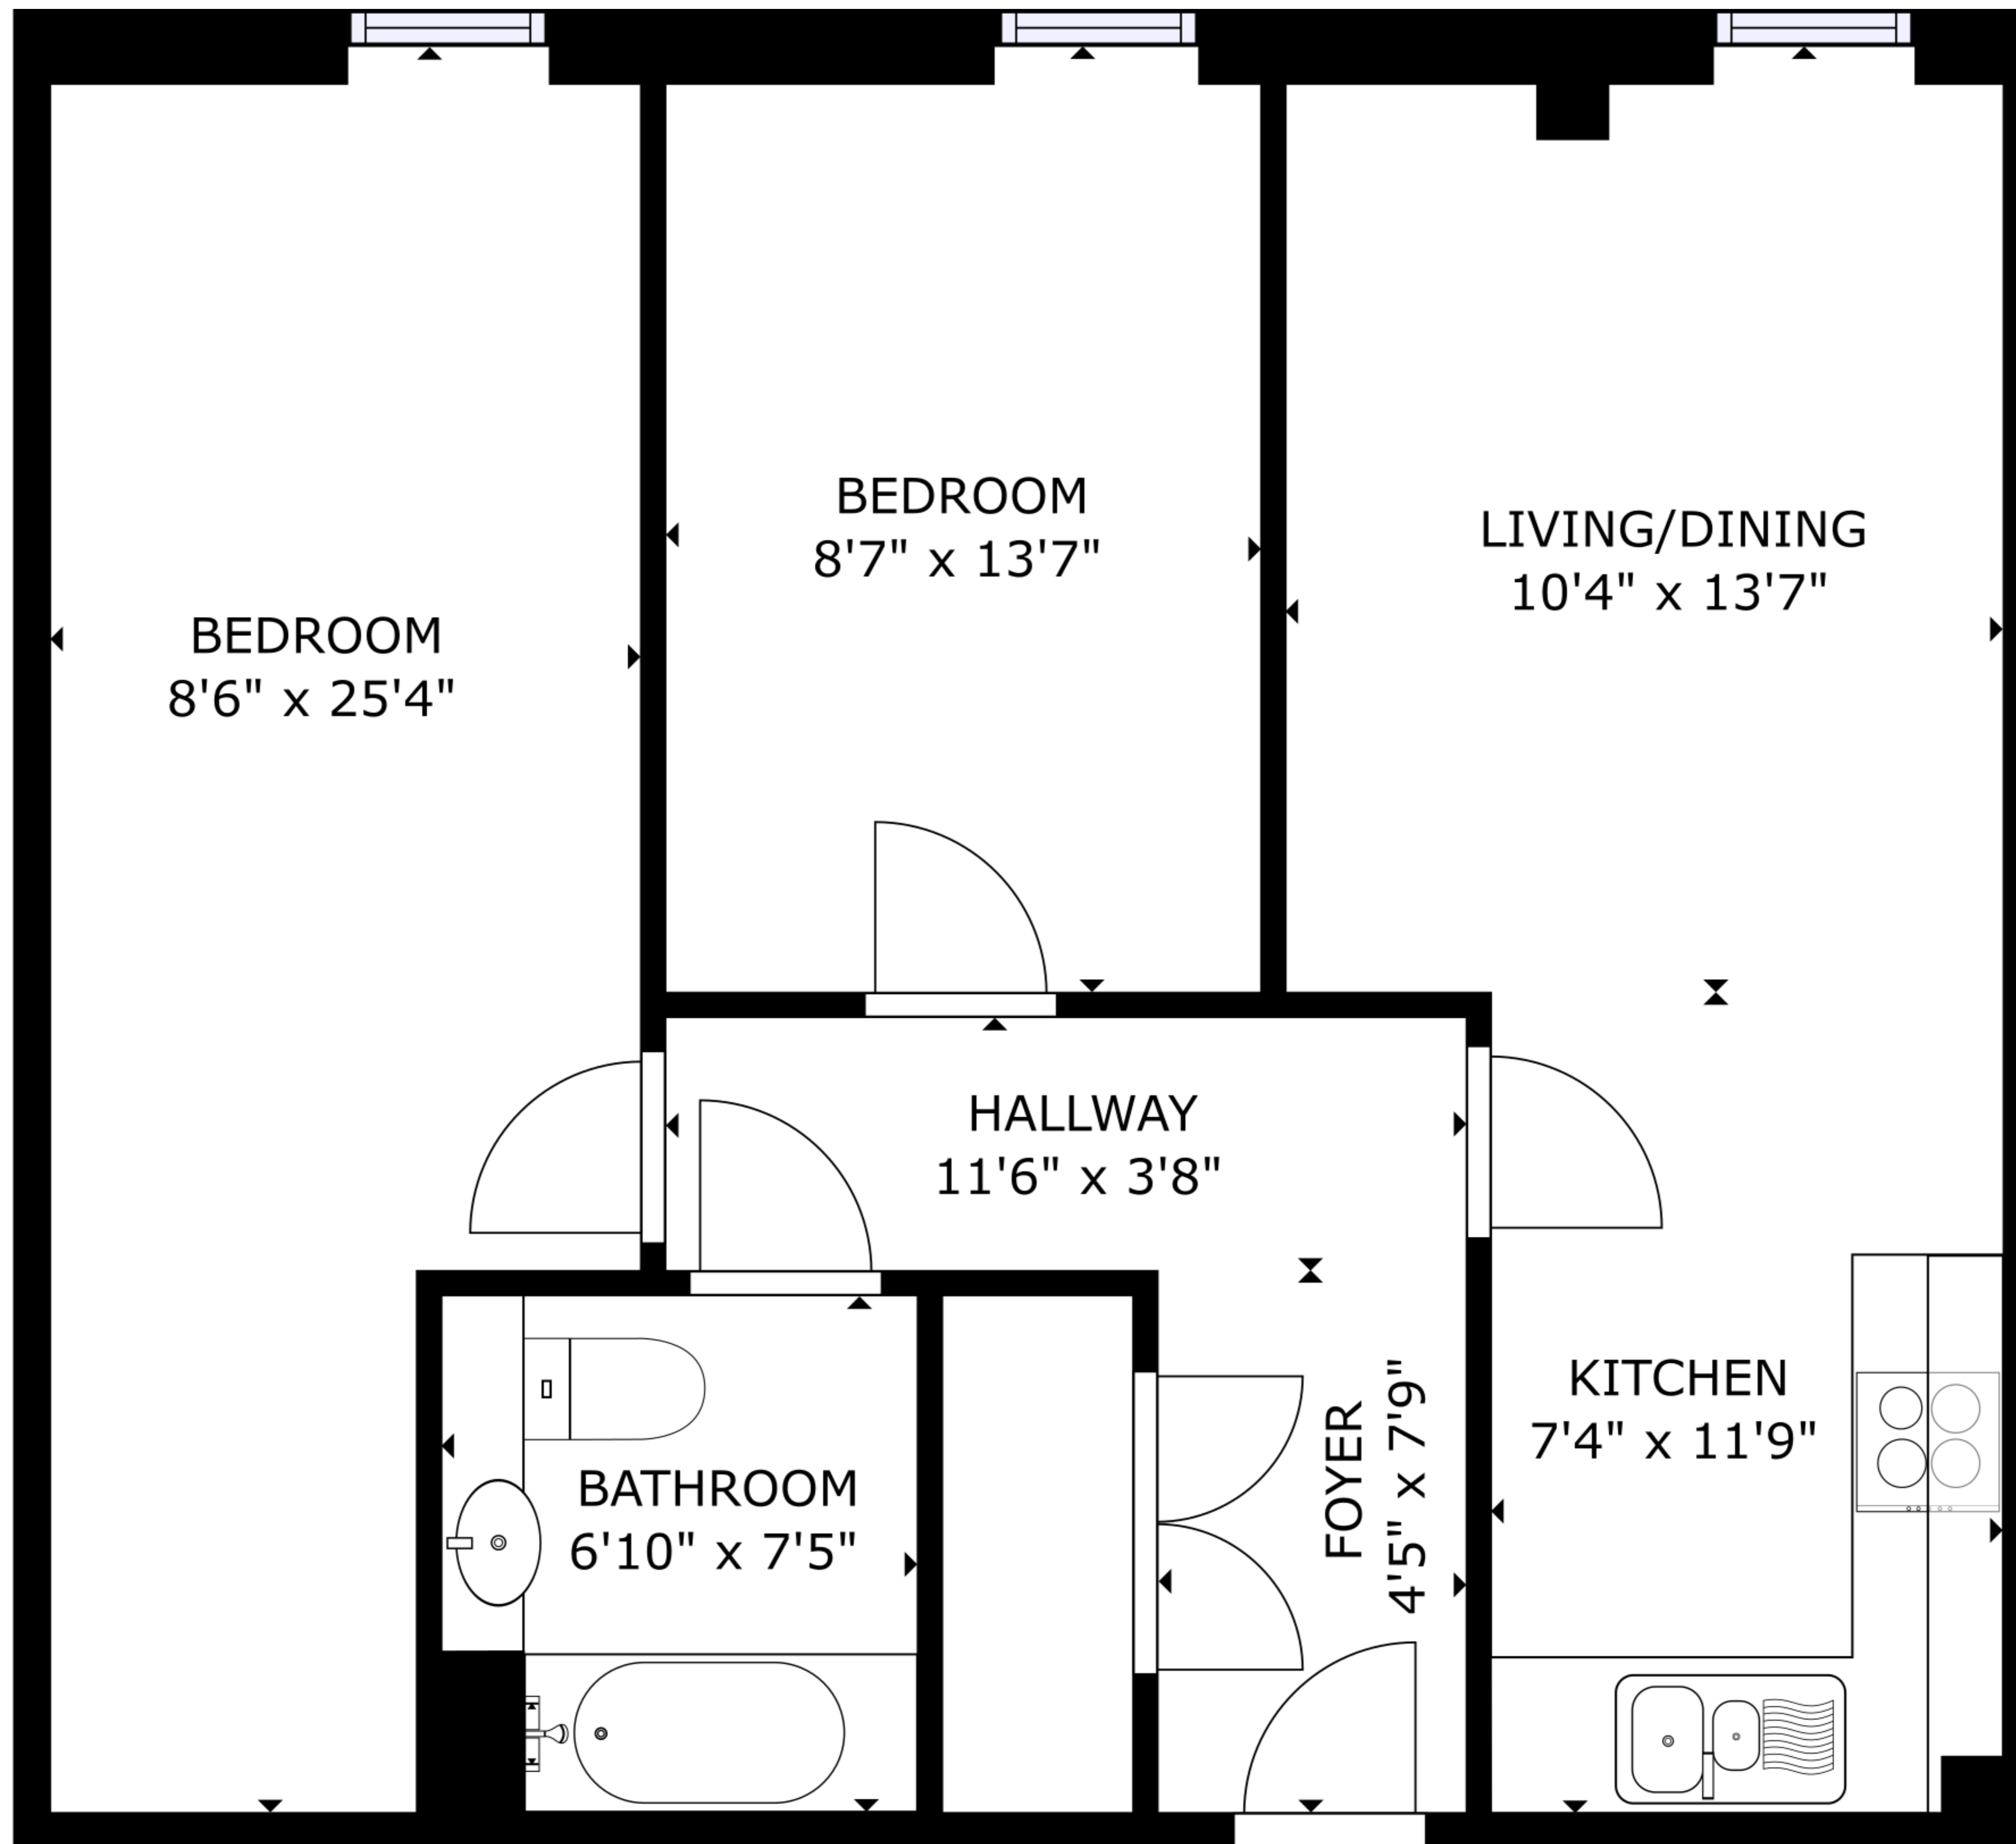 BEDROOM
8'7" x 13'7"
LIVING/DINING
10'4" x 13'7"
BEDROOM
8'6" x 25'4"
HALLWAY
11'6" x 3'8"
KITCHEN
7'4" x 11'9"
FOYER
4'5" x 7'9"
BATHROOM
6'10" x 7'5"